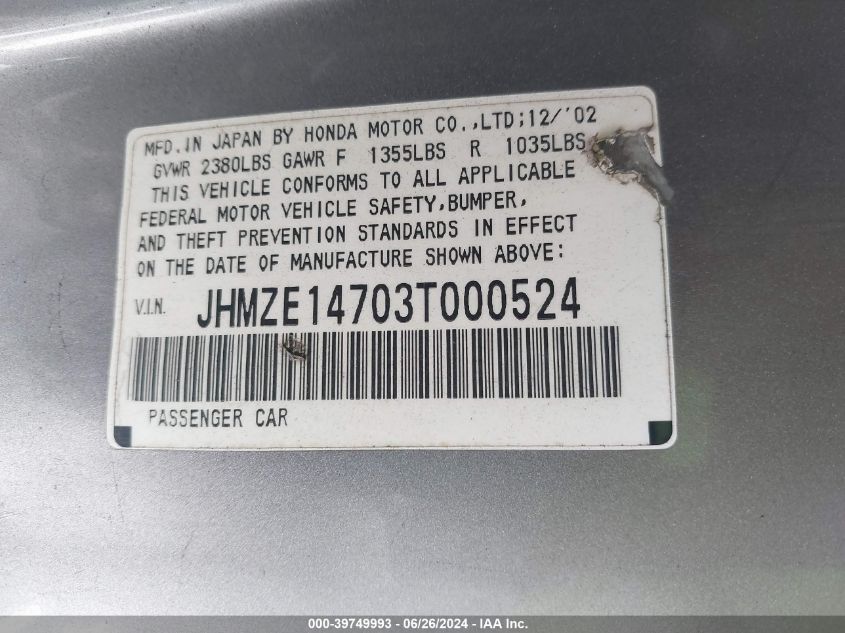 MFD.IN JAPAN BY HONDA MOTOR CO.,LTD;12/'02
GVWR 2380LBS GAWR F 1355LBS R 1035LBS
THIS VEHICLE CONFORMS TO ALL APPLICABLE
FEDERAL MOTOR VEHICLE SAFETY,BUMPER,
AND THEFT PREVENTION STANDARDS IN EFFECT
ON THE DATE OF MANUFACTURE SHOWN ABOVE:
V.I.N. JHMZE14703T000524
PASSENGER CAR
000-39749993 - 06/26/2024 - IAA Inc.